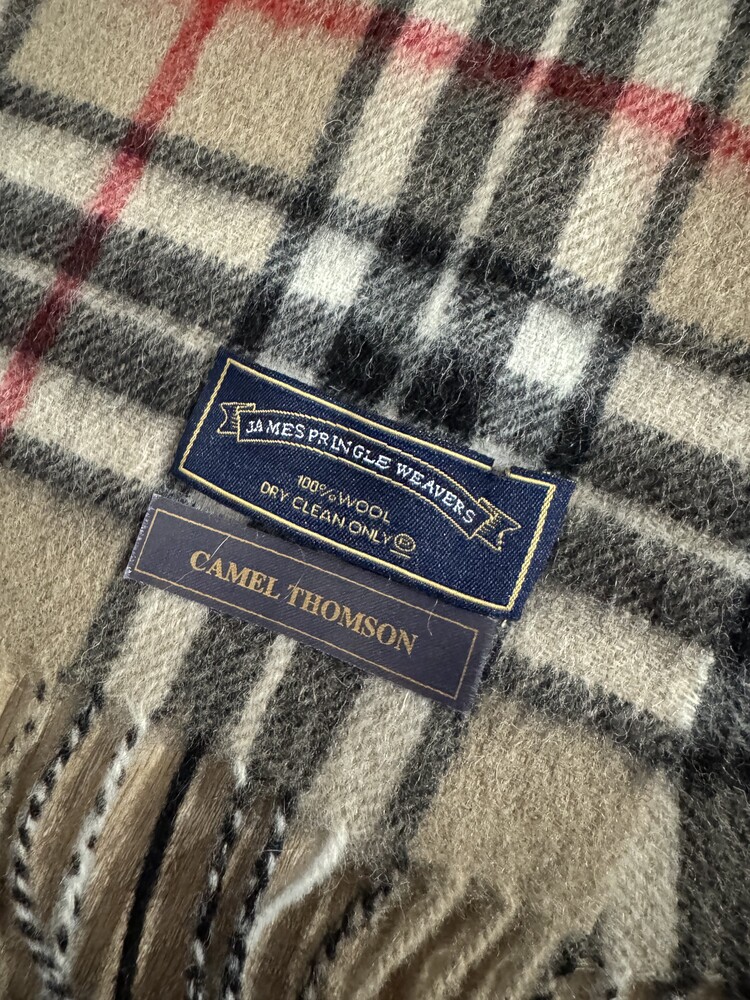 JAMES PRINGLE WEAVERS
100% WOOL
DRY CLEAN ONLY Ⓟ
CAMEL THOMSON